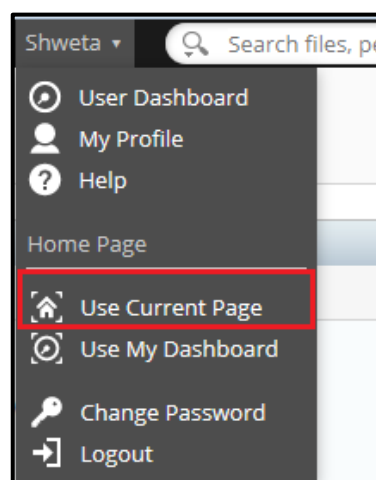 Shweta Search files, pe
User Dashboard
My Profile
? Help
Home Page
Use Current Page
Use My Dashboard
Change Password
Logout